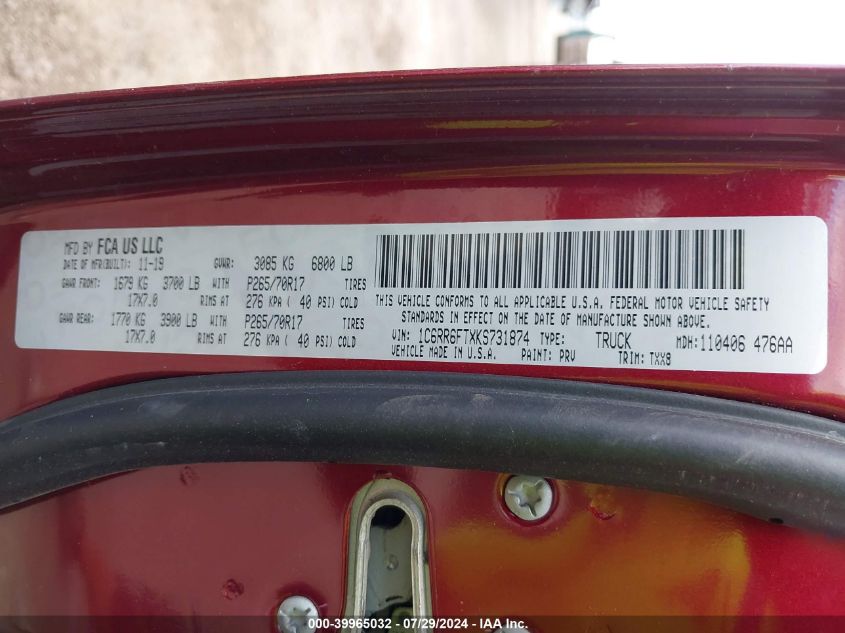 MFD BY FCA US LLC
DATE OF MFR(BUILT): 11-19 GVWR: 3085 KG 6800 LB
GAWR FRONT: 1679 KG 3700 LB WITH P265/70R17 TIRES
17X7.0 RIMS AT 276 KPA ( 40 PSI) COLD
GAWR REAR: 1770 KG 3900 LB WITH P265/70R17 TIRES
17X7.0 RIMS AT 276 KPA ( 40 PSI) COLD
THIS VEHICLE CONFORMS TO ALL APPLICABLE U.S.A. FEDERAL MOTOR VEHICLE SAFETY
STANDARDS IN EFFECT ON THE DATE OF MANUFACTURE SHOWN ABOVE.
VIN: 1C6RR6FTXKS731874 TYPE: TRUCK MDH: 110406 476AA
VEHICLE MADE IN U.S.A. PAINT: PRV TRIM: TXX8
000-39965032 - 07/29/2024 - IAA Inc.